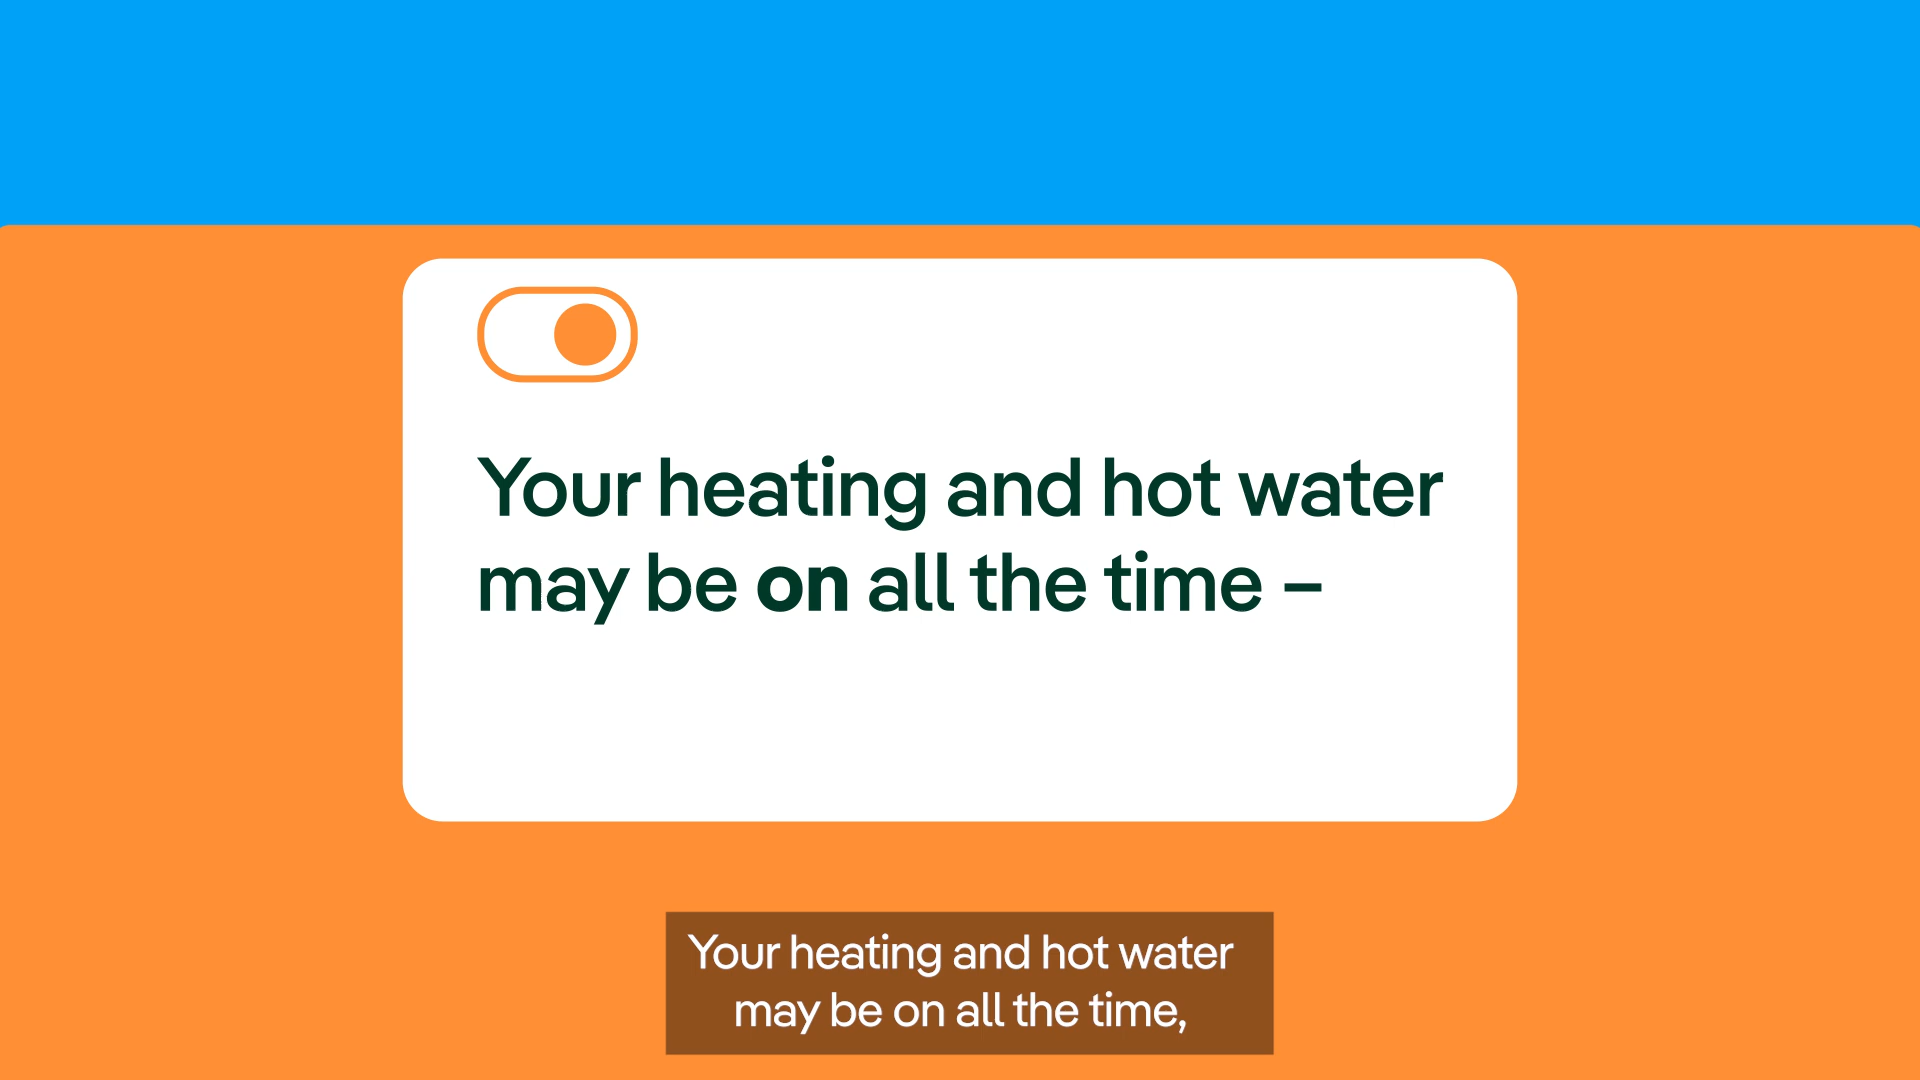 Your heating and hot water
may be on all the time –
Your heating and hot water
may be on all the time,